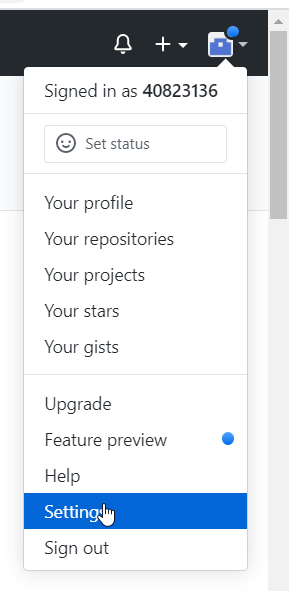 Signed in as 40823136
Set status
Your profile
Your repositories
Your projects
Your stars
Your gists
Upgrade
Feature preview
Help
Settings
Sign out